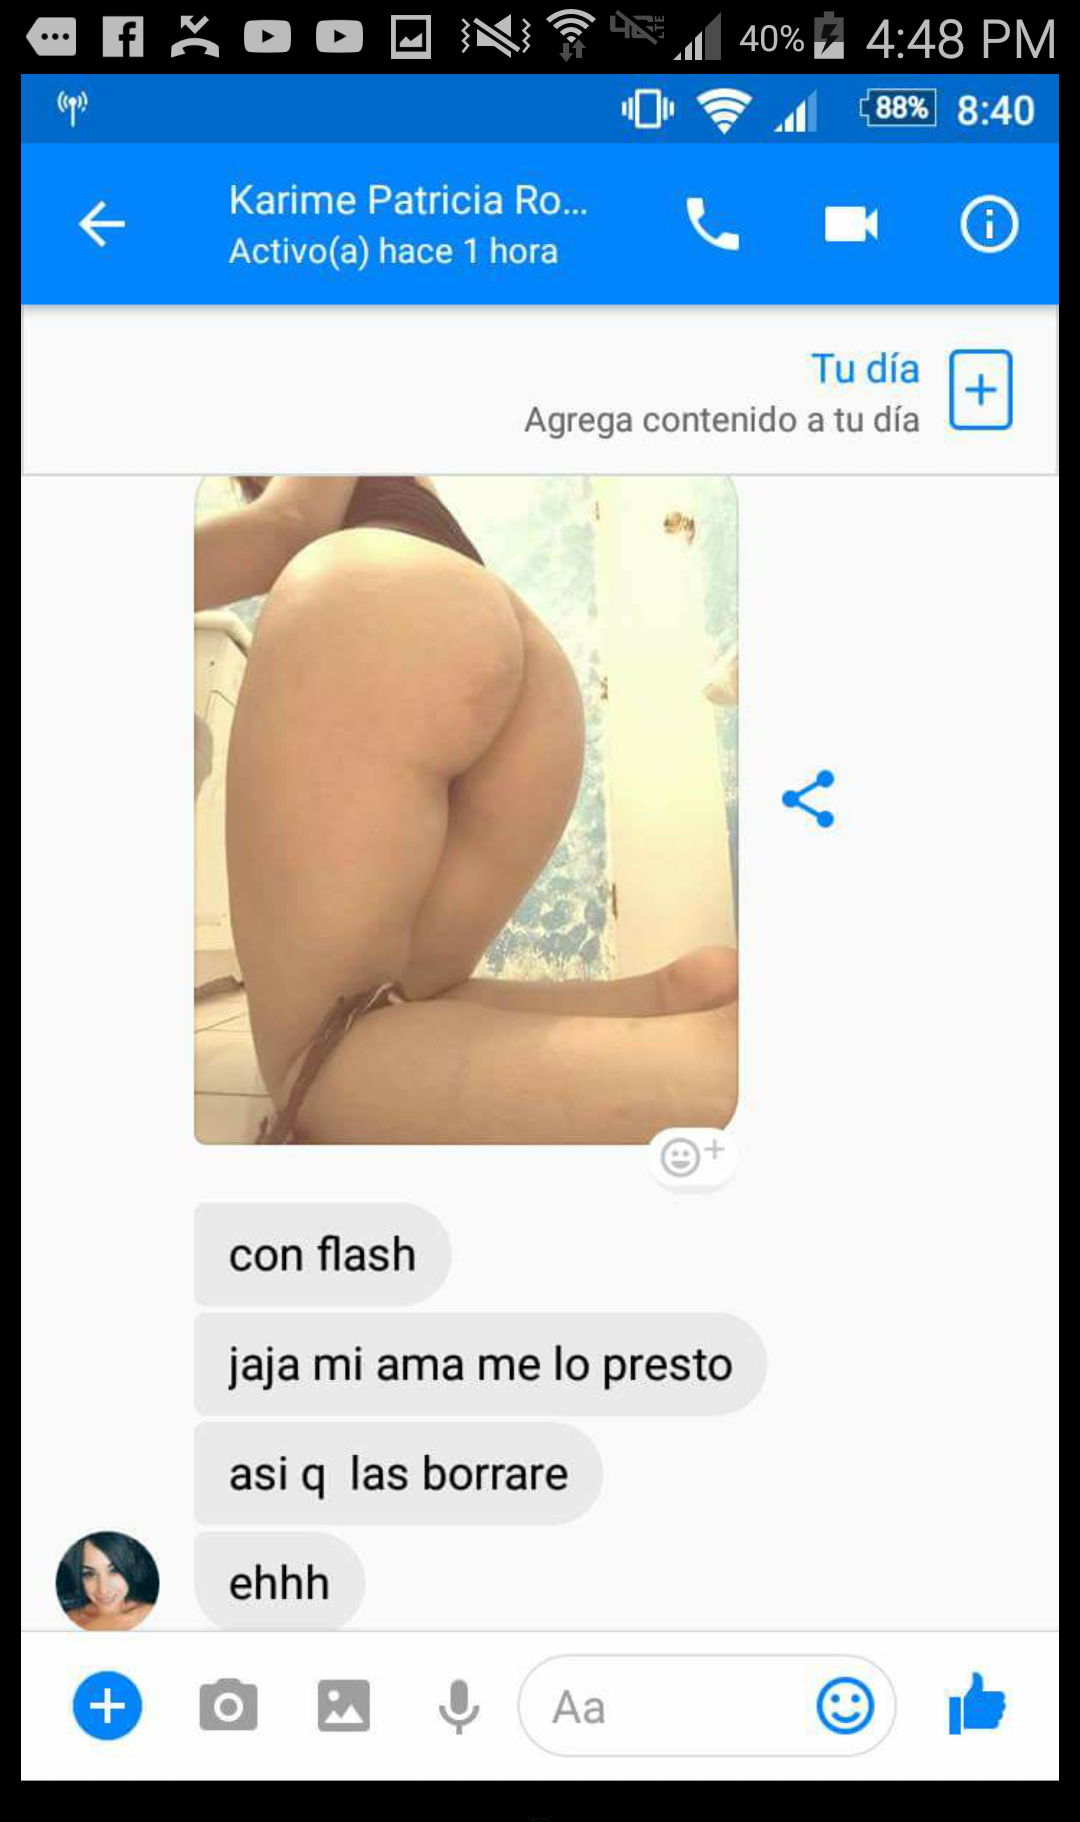 40% 4:48 PM
88% 8:40
Karime Patricia Ro...
Activo(a) hace 1 hora
Tu día
Agrega contenido a tu día
con flash
jaja mi ama me lo presto
asi q las borrare
ehhh
Aa